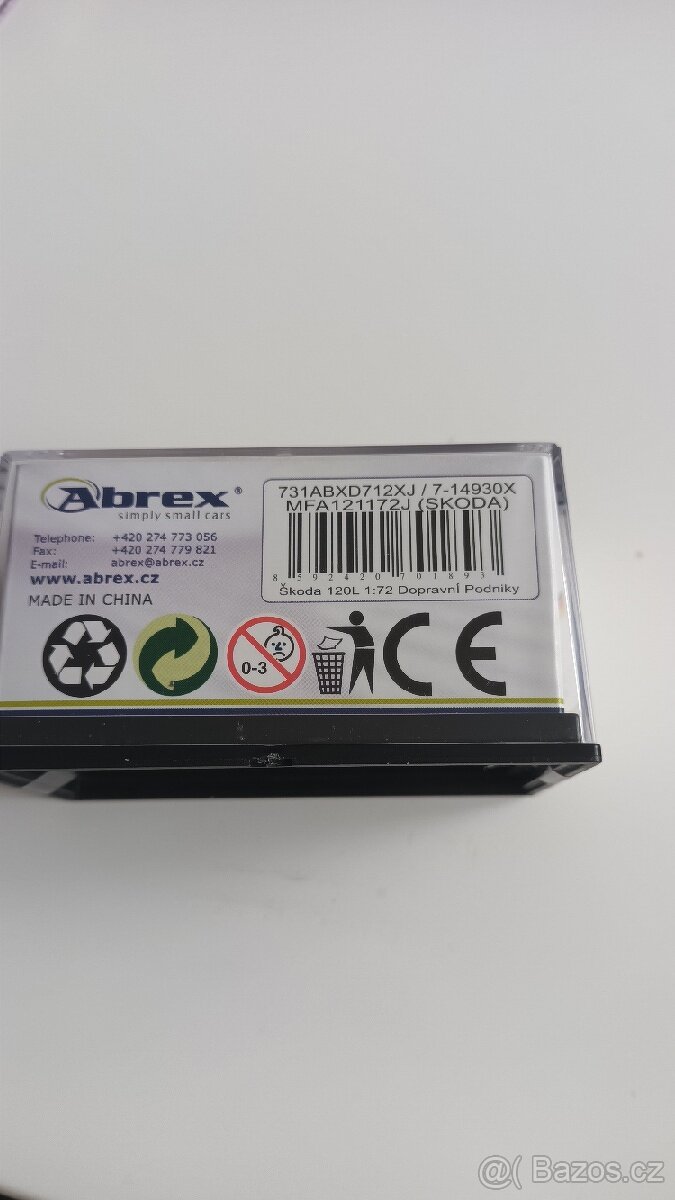 Abrex®
simply small cars
Telephone: +420 274 773 056
Fax: +420 274 779 821
E-mail: abrex@abrex.cz
www.abrex.cz
MADE IN CHINA
731ABXD712XJ / 7-14930X
MFA121172J (SKODA)
8 592420 701893
Škoda 120L 1:72 Dopravní Podniky
0-3
CE
@( Bazos.cz